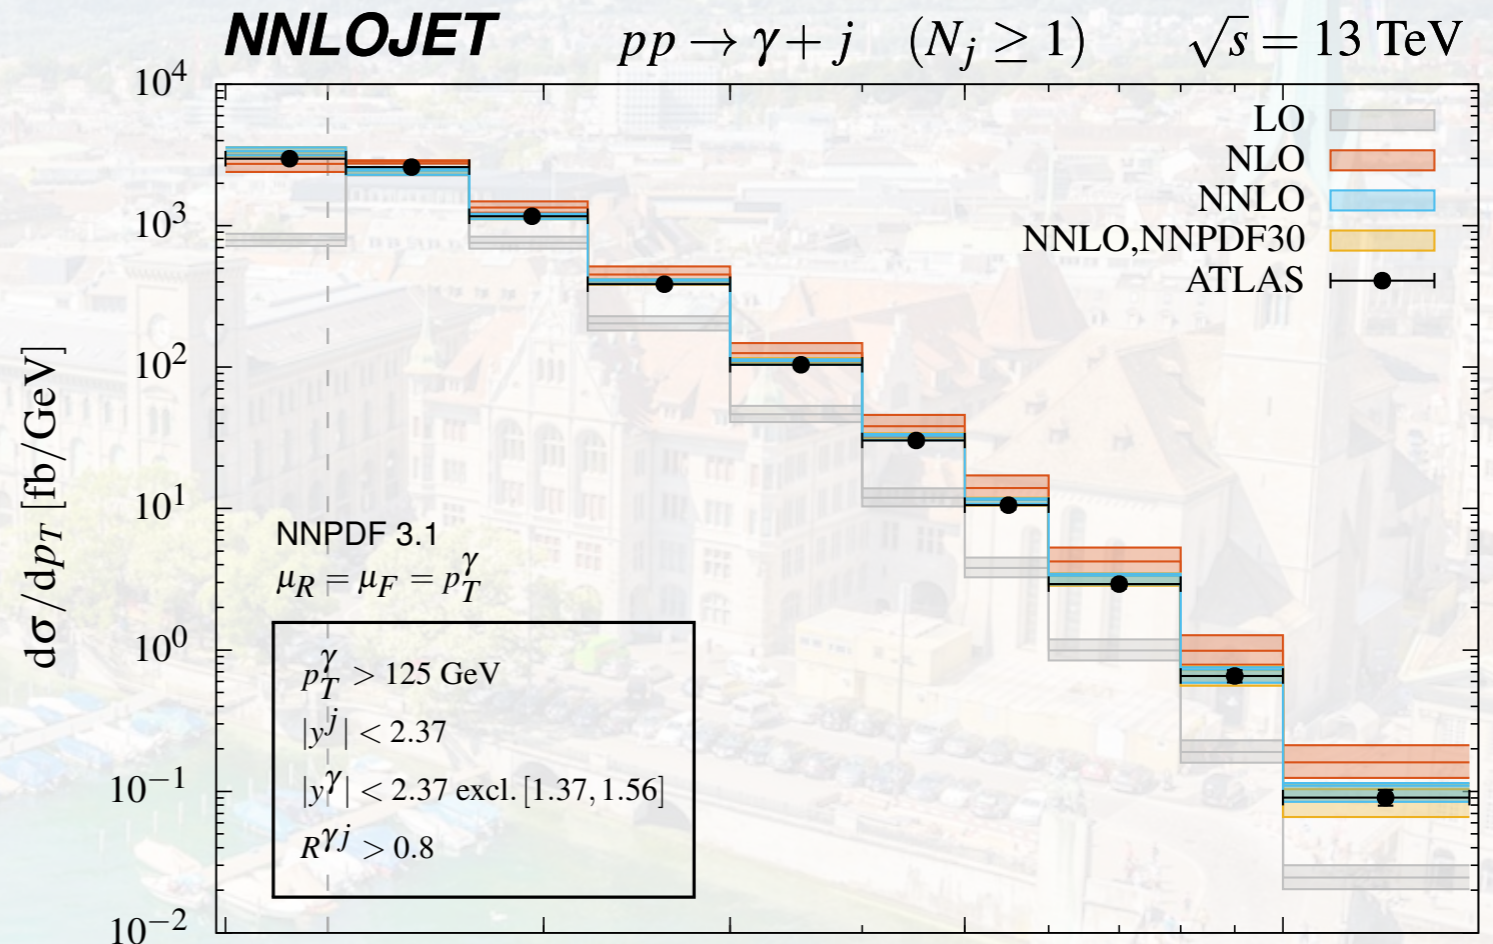 NNLOJET pp → γ + j (N_j ≥ 1) √s = 13 TeV
10^4
10^3
10^2
10^1
10^0
10^−1
10^−2
dσ/dp_T [fb/GeV]
LO
NLO
NNLO
NNLO,NNPDF30
ATLAS
NNPDF 3.1
μ_R = μ_F = p_T^γ
p_T^γ > 125 GeV
|y^j| < 2.37
|y^γ| < 2.37 excl. [1.37, 1.56]
R^γj > 0.8